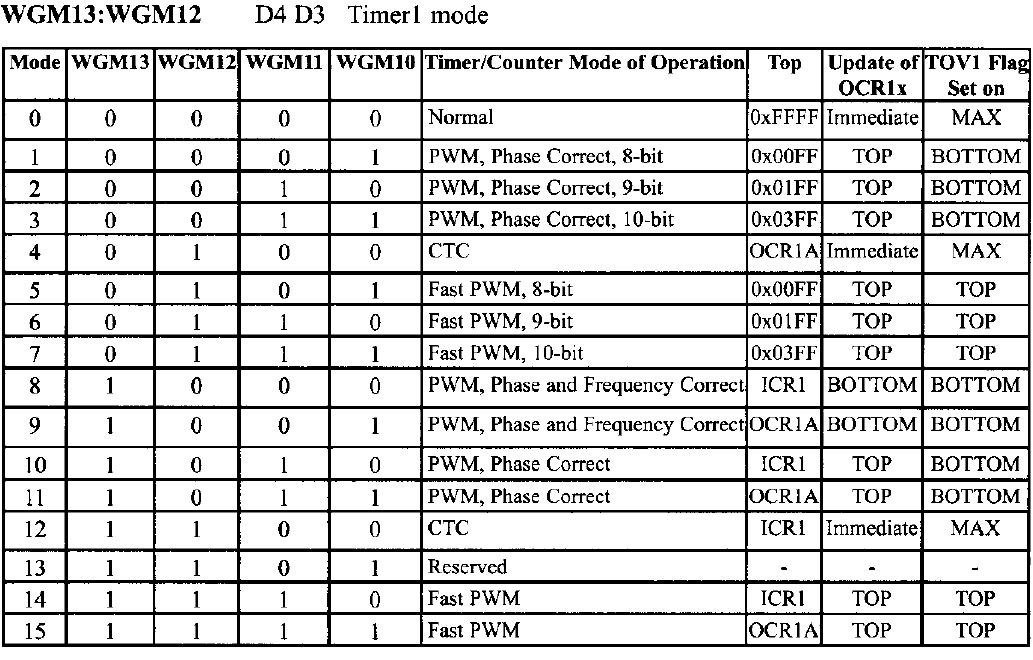 WGM13:WGM12 D4 D3 Timer1 mode
Mode WGM13 WGM12 WGM11 WGM10 Timer/Counter Mode of Operation Top Update of OCR1x TOV1 Flag Set on
0 0 0 0 0 Normal 0xFFFF Immediate MAX
1 0 0 0 1 PWM, Phase Correct, 8-bit 0x00FF TOP BOTTOM
2 0 0 1 0 PWM, Phase Correct, 9-bit 0x01FF TOP BOTTOM
3 0 0 1 1 PWM, Phase Correct, 10-bit 0x03FF TOP BOTTOM
4 0 1 0 0 CTC OCR1A Immediate MAX
5 0 1 0 1 Fast PWM, 8-bit 0x00FF TOP TOP
6 0 1 1 0 Fast PWM, 9-bit 0x01FF TOP TOP
7 0 1 1 1 Fast PWM, 10-bit 0x03FF TOP TOP
8 1 0 0 0 PWM, Phase and Frequency Correct ICR1 BOTTOM BOTTOM
9 1 0 0 1 PWM, Phase and Frequency Correct OCR1A BOTTOM BOTTOM
10 1 0 1 0 PWM, Phase Correct ICR1 TOP BOTTOM
11 1 0 1 1 PWM, Phase Correct OCR1A TOP BOTTOM
12 1 1 0 0 CTC ICR1 Immediate MAX
13 1 1 0 1 Reserved - - -
14 1 1 1 0 Fast PWM ICR1 TOP TOP
15 1 1 1 1 Fast PWM OCR1A TOP TOP